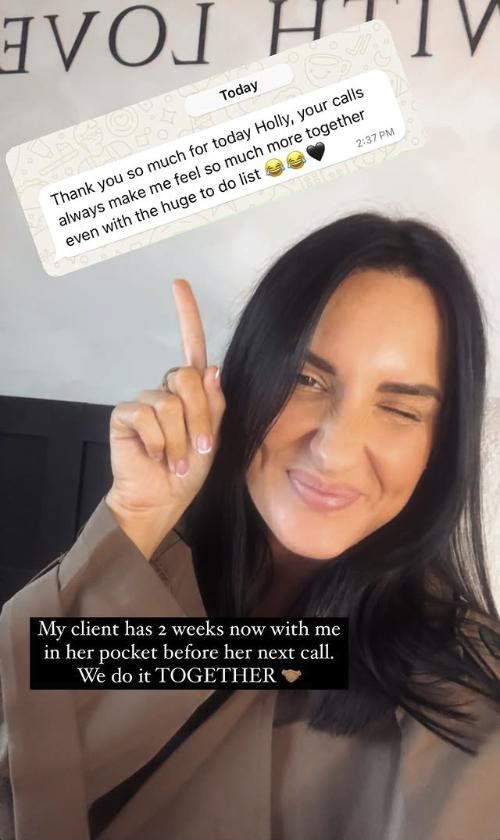 WITH LOVE
Today
Thank you so much for today Holly, your calls
always make me feel so much more together
even with the huge to do list 😂😂🖤
2:37 PM
My client has 2 weeks now with me
in her pocket before her next call.
We do it TOGETHER 🤝🏽